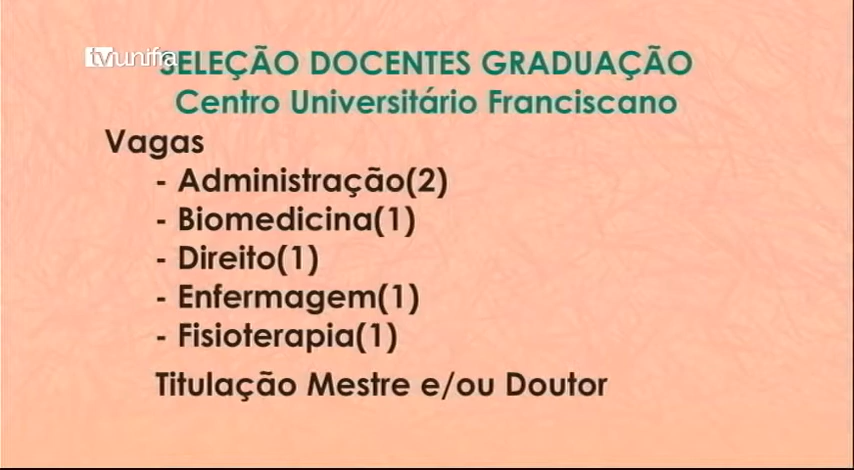 tvunifra
SELEÇÃO DOCENTES GRADUAÇÃO
Centro Universitário Franciscano
Vagas
- Administração(2)
- Biomedicina(1)
- Direito(1)
- Enfermagem(1)
- Fisioterapia(1)
Titulação Mestre e/ou Doutor